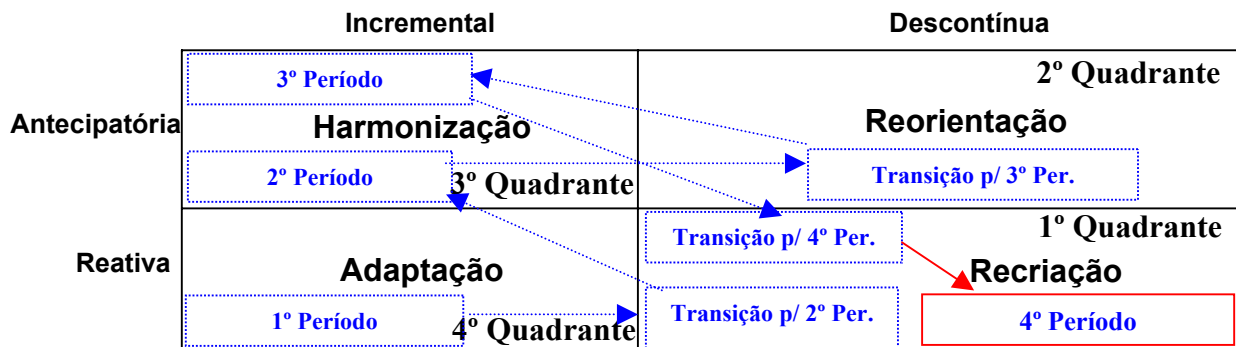 Incremental
Descontínua
3º Período
2º Quadrante
Antecipatória
Harmonização
Reorientação
2º Período
3º Quadrante
Transição p/ 3º Per.
Transição p/ 4º Per.
1º Quadrante
Reativa
Adaptação
Recriação
1º Período
4º Quadrante
Transição p/ 2º Per.
4º Período